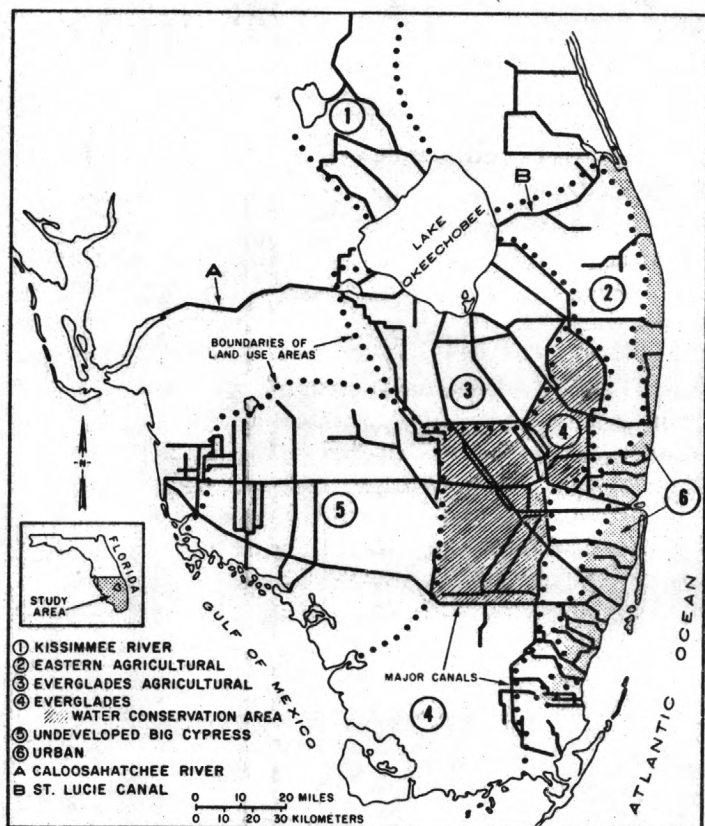 1
B
LAKE
OKEECHOBEE
A
2
BOUNDARIES OF
LAND USE AREAS
3
4
N
5
6
FLORIDA
STUDY
AREA
GULF OF MEXICO
ATLANTIC OCEAN
MAJOR CANALS
4
① KISSIMMEE RIVER
② EASTERN AGRICULTURAL
③ EVERGLADES AGRICULTURAL
④ EVERGLADES
WATER CONSERVATION AREA
⑤ UNDEVELOPED BIG CYPRESS
⑥ URBAN
A CALOOSAHATCHEE RIVER
B ST. LUCIE CANAL
0 10 20 MILES
0 10 20 30 KILOMETERS